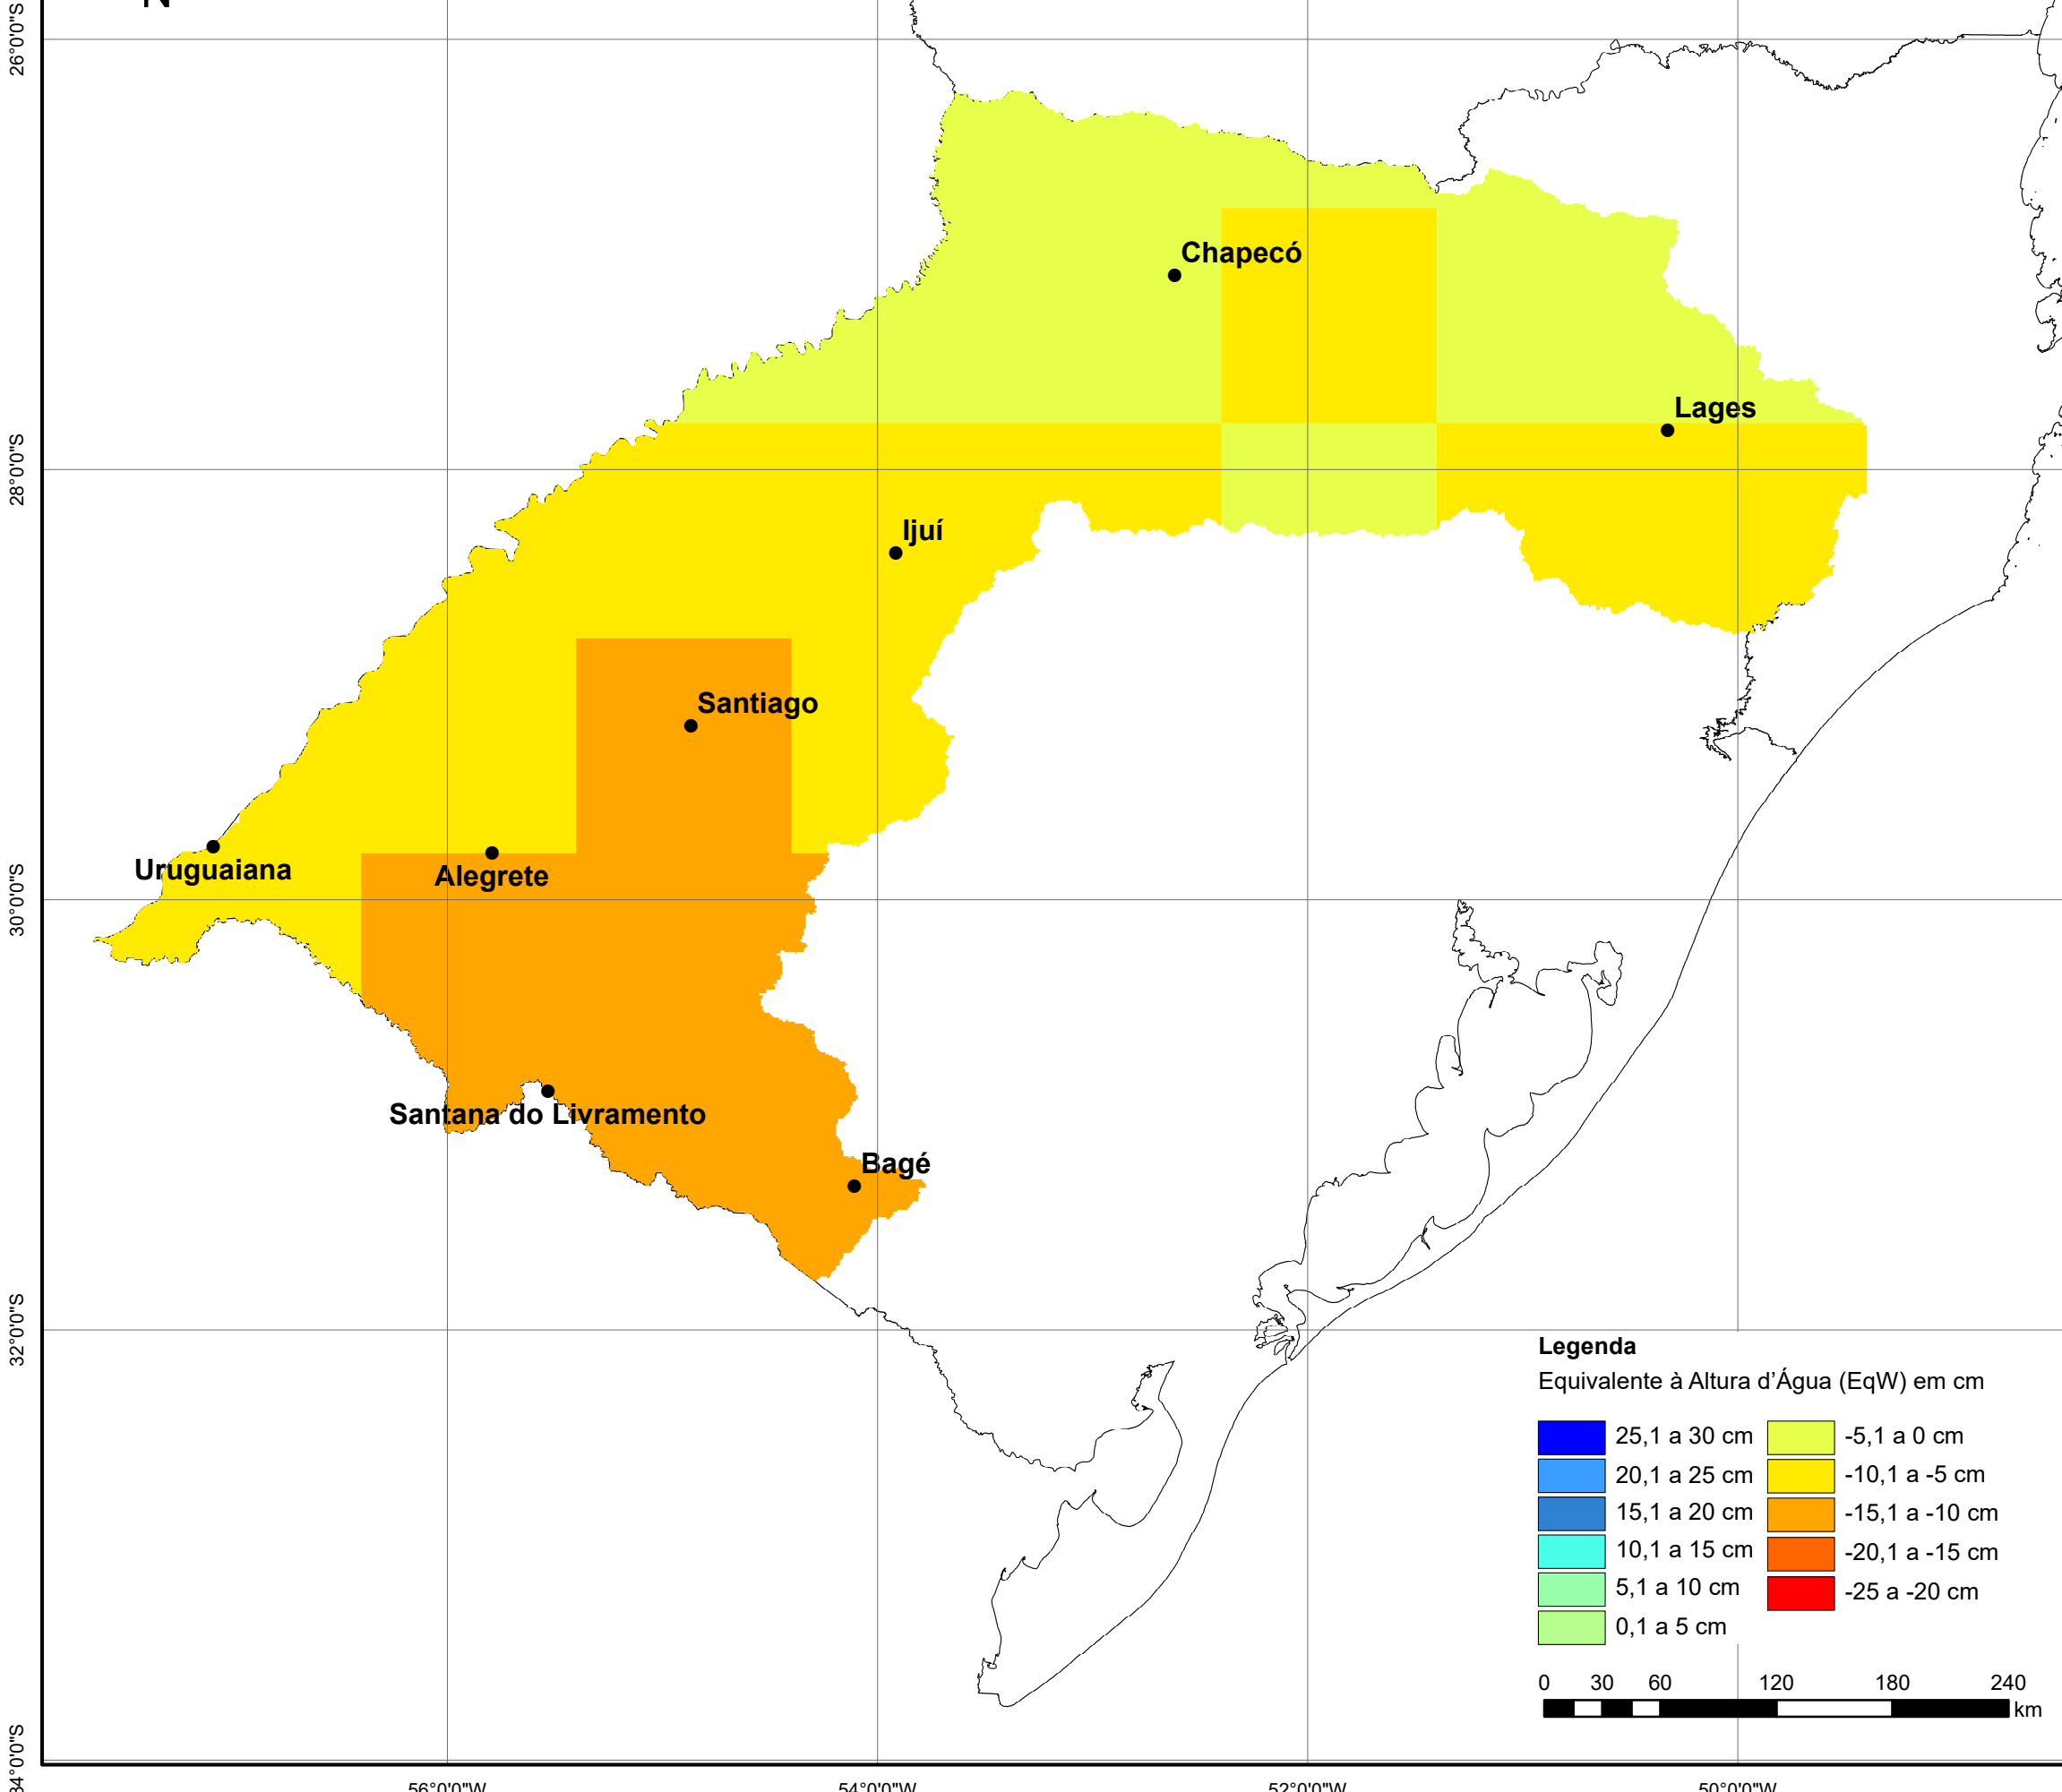 N
26°0'0"S
Chapecó
Lages
28°0'0"S
Ijuí
Santiago
Uruguaiana
Alegrete
30°0'0"S
Santana do Livramento
Bagé
32°0'0"S
Legenda
Equivalente à Altura d'Água (EqW) em cm
25,1 a 30 cm
-5,1 a 0 cm
20,1 a 25 cm
-10,1 a -5 cm
15,1 a 20 cm
-15,1 a -10 cm
10,1 a 15 cm
-20,1 a -15 cm
5,1 a 10 cm
-25 a -20 cm
0,1 a 5 cm
0 30 60 120 180 240
km
34°0'0"S
56°0'0"W 54°0'0"W 52°0'0"W 50°0'0"W